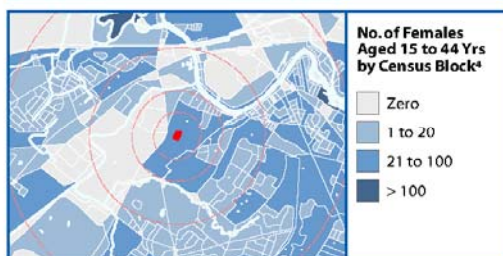 No. of Females
Aged 15 to 44 Yrs
by Census Block⁴
Zero
1 to 20
21 to 100
> 100